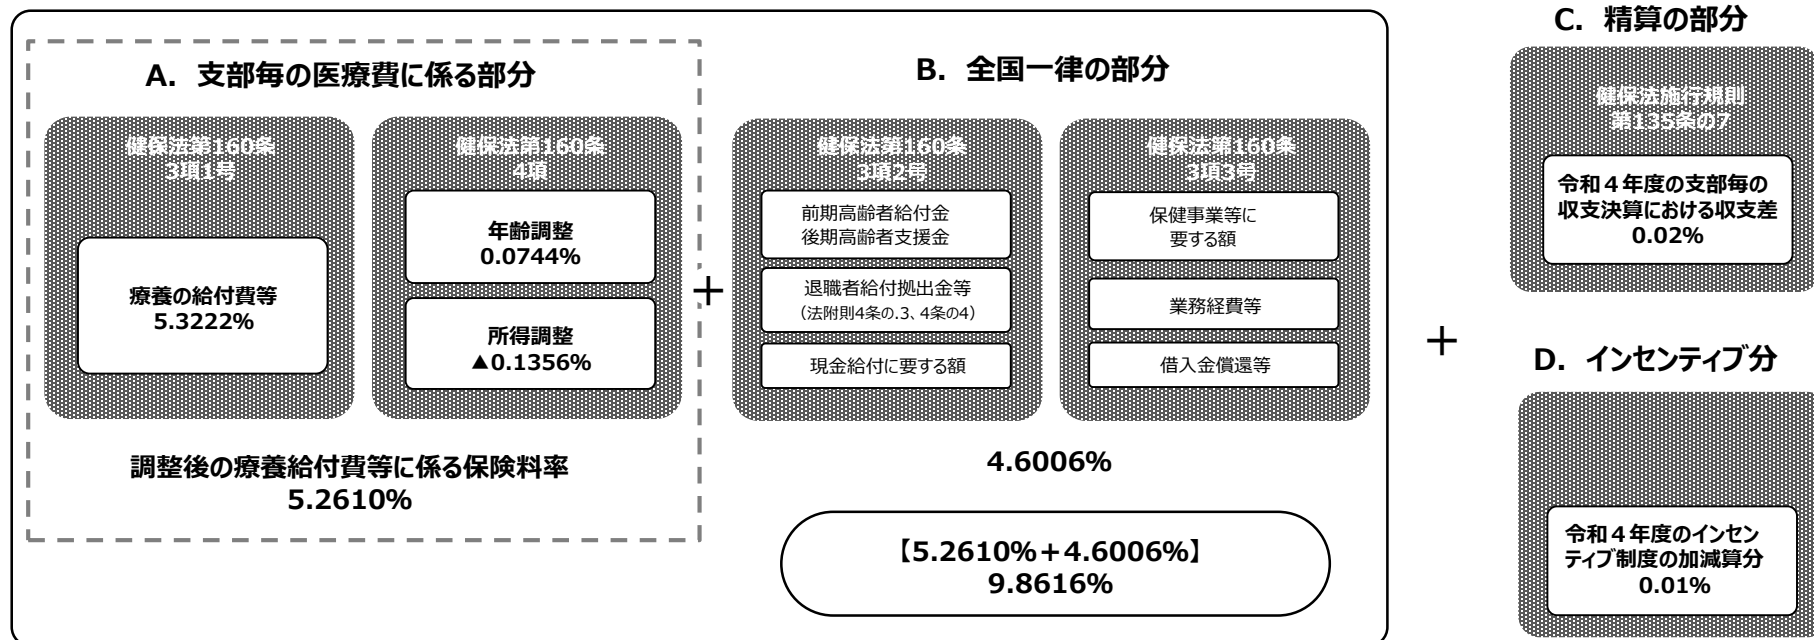 A. 支部毎の医療費に係る部分
健保法第160条
3項1号
療養の給付費等
5.3222%
健保法第160条
4項
年齢調整
0.0744%
所得調整
▲0.1356%
調整後の療養給付費等に係る保険料率
5.2610%
+
B. 全国一律の部分
健保法第160条
3項2号
前期高齢者給付金
後期高齢者支援金
退職者給付拠出金等
（法附則4条の.3、4条の4）
現金給付に要する額
健保法第160条
3項3号
保健事業等に
要する額
業務経費等
借入金償還等
4.6006%
【5.2610%＋4.6006%】
9.8616%
+
C. 精算の部分
健保法施行規則
第135条の7
令和４年度の支部毎の
収支決算における収支差
0.02%
D. インセンティブ分
令和４年度のインセン
ティブ制度の加減算分
0.01%